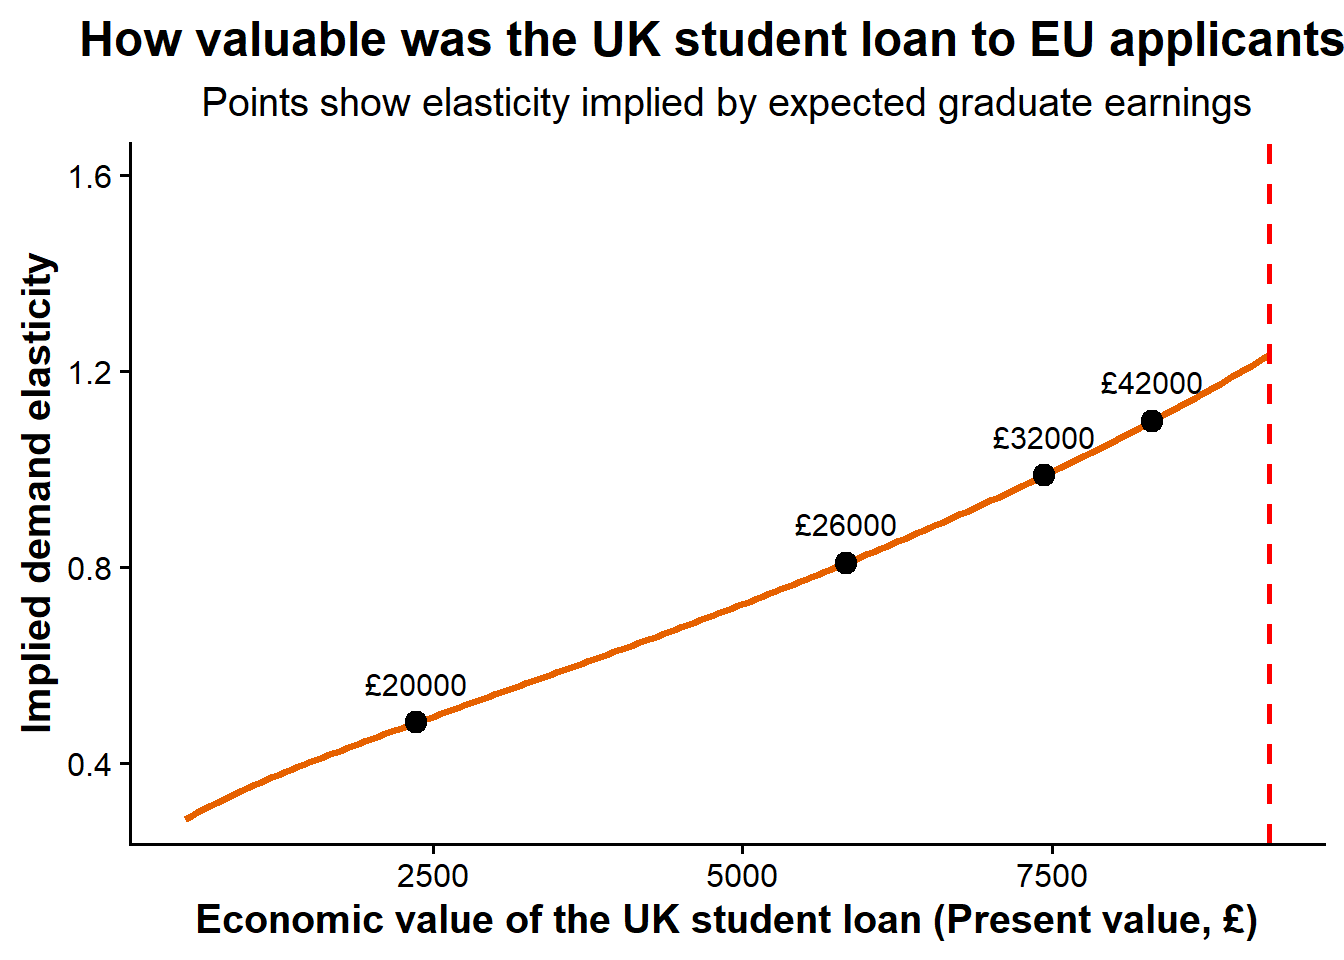 How valuable was the UK student loan to EU applicants
Points show elasticity implied by expected graduate earnings
Implied demand elasticity
1.6
1.2
0.8
0.4
£42000
£32000
£26000
£20000
2500
5000
7500
Economic value of the UK student loan (Present value, £)